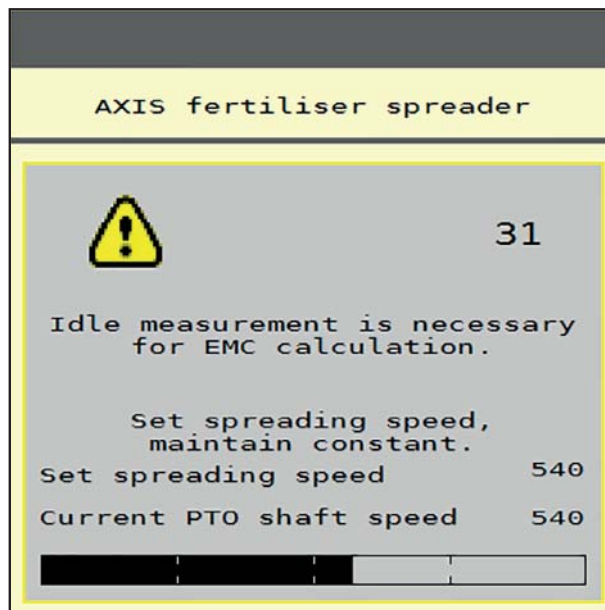 AXIS fertiliser spreader
31
Idle measurement is necessary
for EMC calculation.
Set spreading speed,
maintain constant.
Set spreading speed 540
Current PTO shaft speed 540